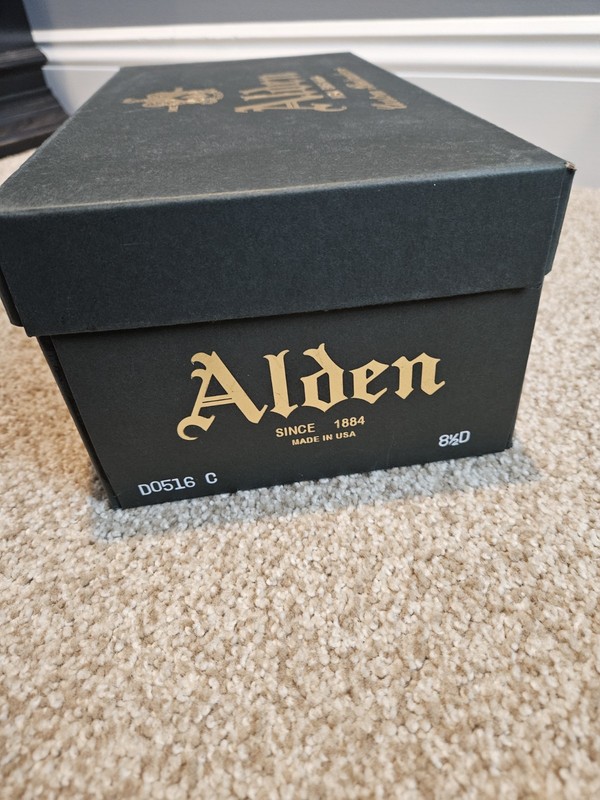 Alden
Alden
SINCE 1884
MADE IN USA
D0516 C
8½D